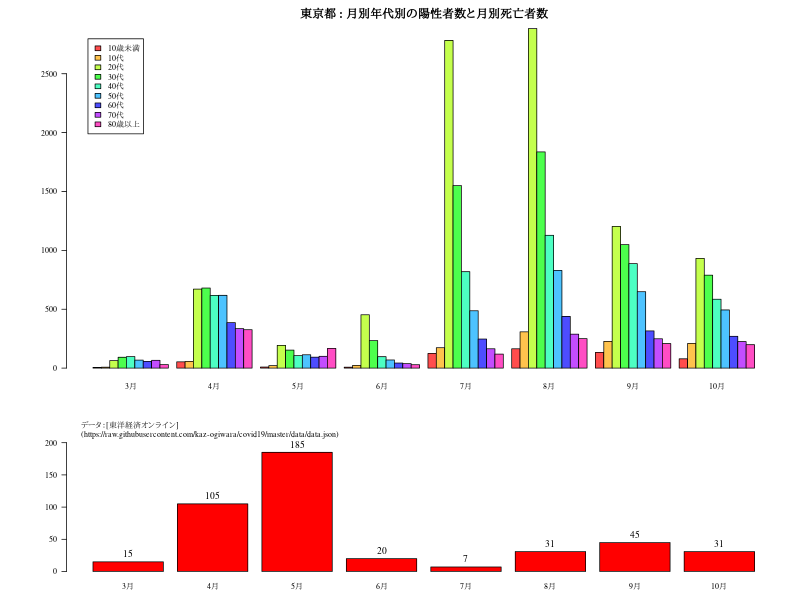 東京都 : 月別年代別の陽性者数と月別死亡者数
10歳未満
10代
20代
30代
40代
50代
60代
70代
80歳以上
2500
2000
1500
1000
500
0
3月 4月 5月 6月 7月 8月 9月 10月
データ:[東洋経済オンライン]
(https://raw.githubusercontent.com/kaz-ogiwara/covid19/master/data/data.json)
200
150
100
50
0
15 105 185 20 7 31 45 31
3月 4月 5月 6月 7月 8月 9月 10月